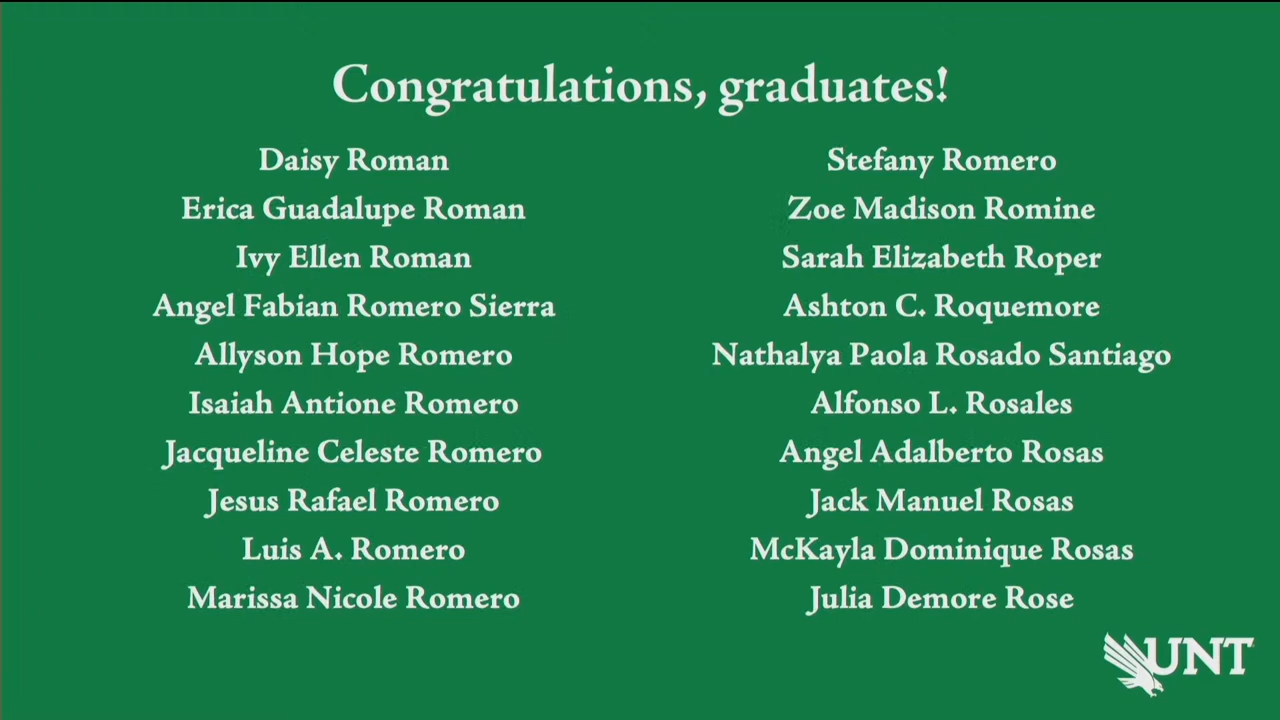 Congratulations, graduates!
Daisy Roman
Erica Guadalupe Roman
Ivy Ellen Roman
Angel Fabian Romero Sierra
Allyson Hope Romero
Isaiah Antione Romero
Jacqueline Celeste Romero
Jesus Rafael Romero
Luis A. Romero
Marissa Nicole Romero
Stefany Romero
Zoe Madison Romine
Sarah Elizabeth Roper
Ashton C. Roquemore
Nathalya Paola Rosado Santiago
Alfonso L. Rosales
Angel Adalberto Rosas
Jack Manuel Rosas
McKayla Dominique Rosas
Julia Demore Rose
UNT